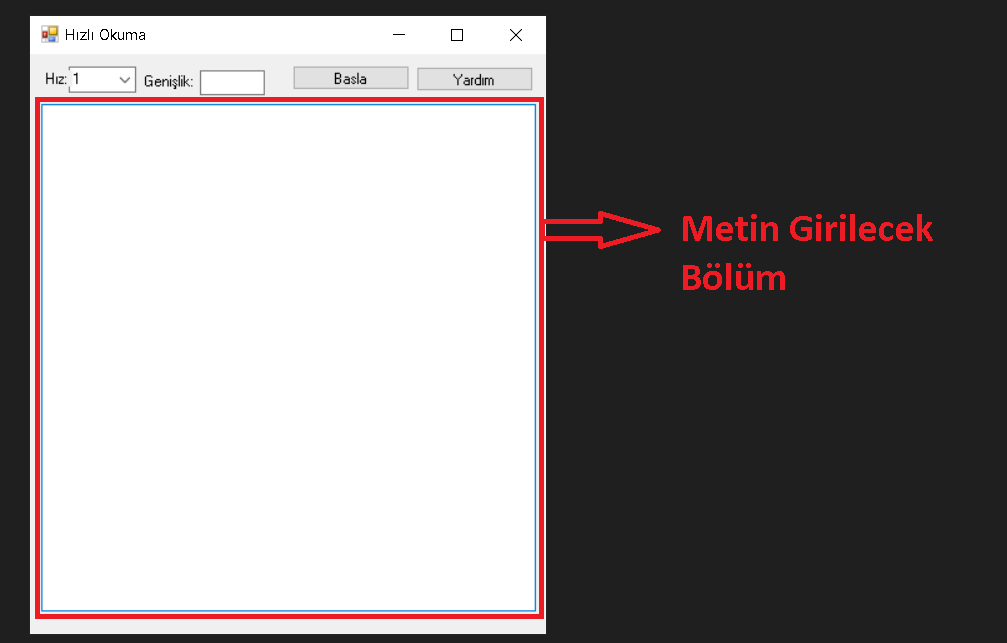 Hızlı Okuma
Hız: 1 Genişlik: Basla Yardım
Metin Girilecek
Bölüm